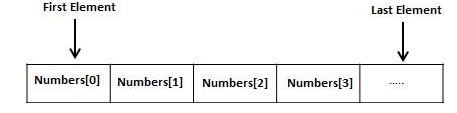 First Element
Last Element
Numbers[0] Numbers[1] Numbers[2] Numbers[3] .....